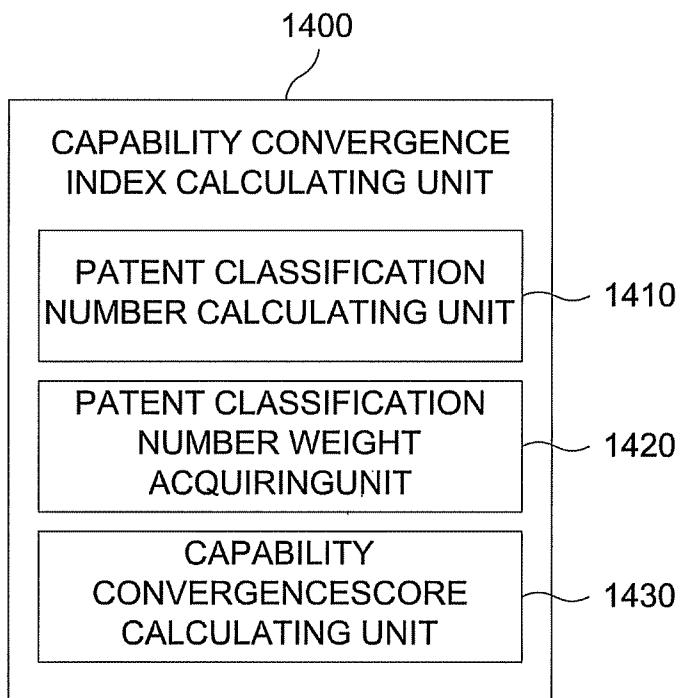 1400
CAPABILITY CONVERGENCE
INDEX CALCULATING UNIT
PATENT CLASSIFICATION
NUMBER CALCULATING UNIT
1410
PATENT CLASSIFICATION
NUMBER WEIGHT
ACQUIRINGUNIT
1420
CAPABILITY
CONVERGENCESCORE
CALCULATING UNIT
1430